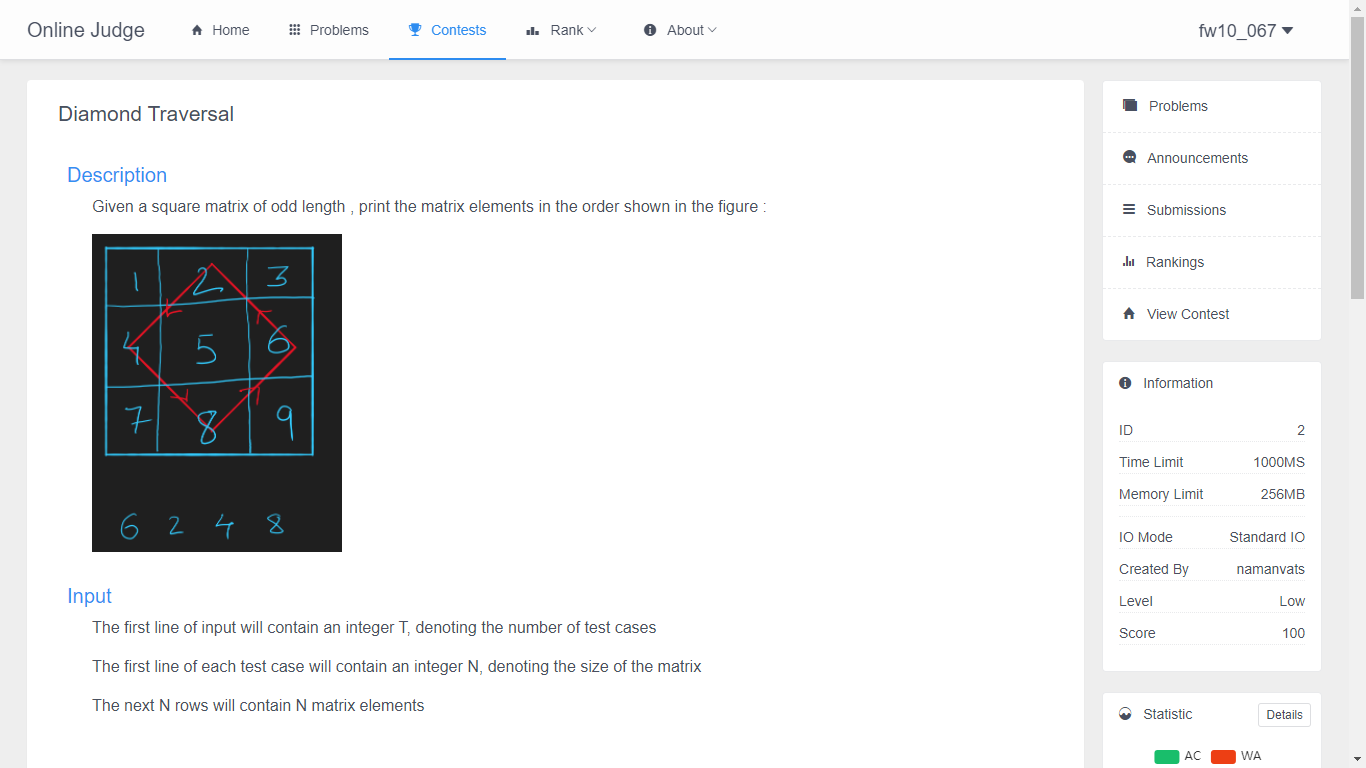 Online Judge Home Problems Contests Rank About fw10_067
Diamond Traversal
Description
Given a square matrix of odd length , print the matrix elements in the order shown in the figure :
1 2 3
4 5 6
7 8 9
6 2 4 8
Input
The first line of input will contain an integer T, denoting the number of test cases
The first line of each test case will contain an integer N, denoting the size of the matrix
The next N rows will contain N matrix elements
Problems
Announcements
Submissions
Rankings
View Contest
Information
ID 2
Time Limit 1000MS
Memory Limit 256MB
IO Mode Standard IO
Created By namanvats
Level Low
Score 100
Statistic Details
AC WA